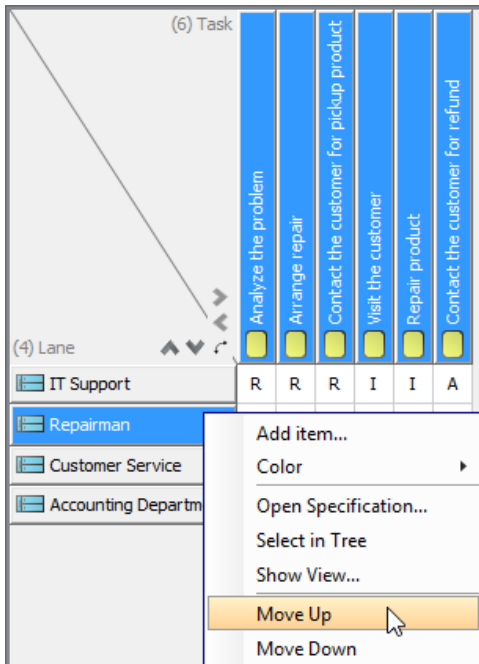 (6) Task
Analyze the problem
Arrange repair
Contact the customer for pickup product
Visit the customer
Repair product
Contact the customer for refund
(4) Lane
IT Support
R R R I I A
Repairman
Customer Service
Accounting Departm
Add item...
Color
Open Specification...
Select in Tree
Show View...
Move Up
Move Down